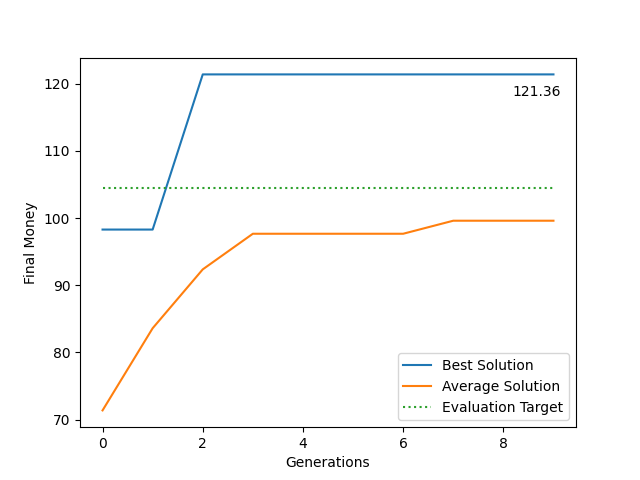 120
110
100
90
80
70
Final Money
121.36
Best Solution
Average Solution
Evaluation Target
0 2 4 6 8
Generations